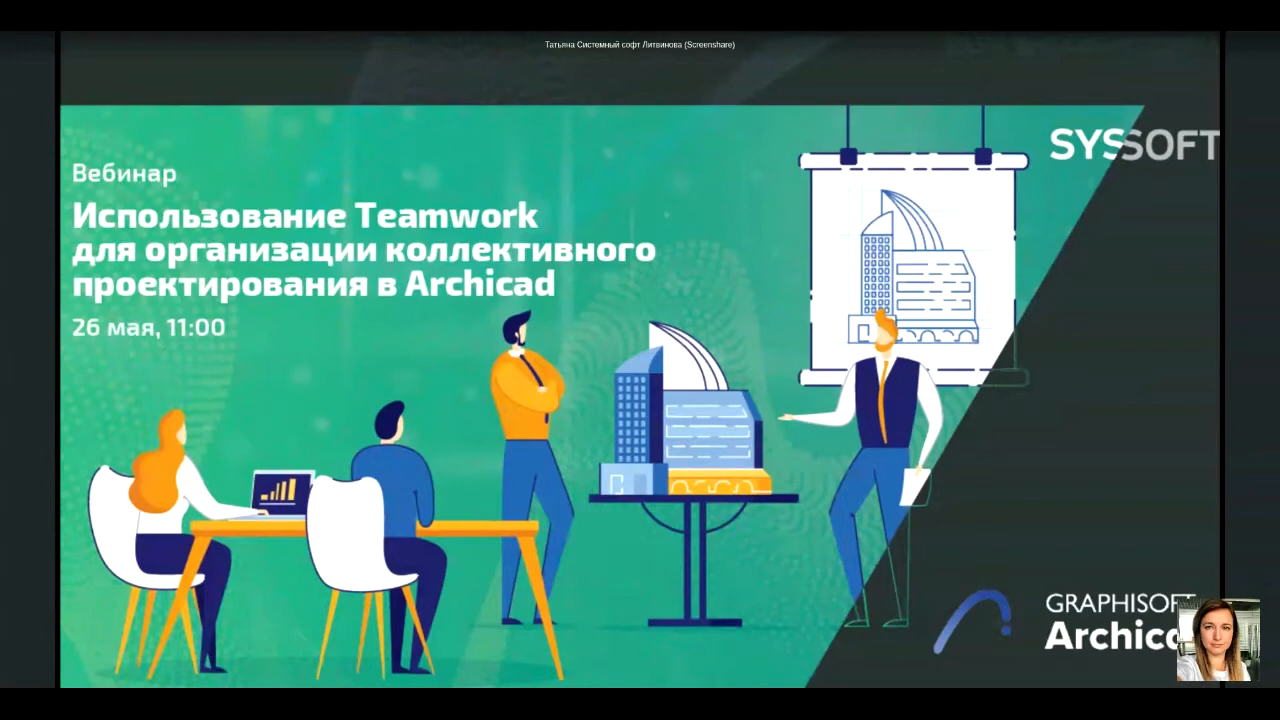 Татьяна Системный софт Литвинова (Screenshare)
SYSSOFT
Вебинар
Использование Teamwork
для организации коллективного
проектирования в Archicad
26 мая, 11:00
GRAPHISOFT
Archic